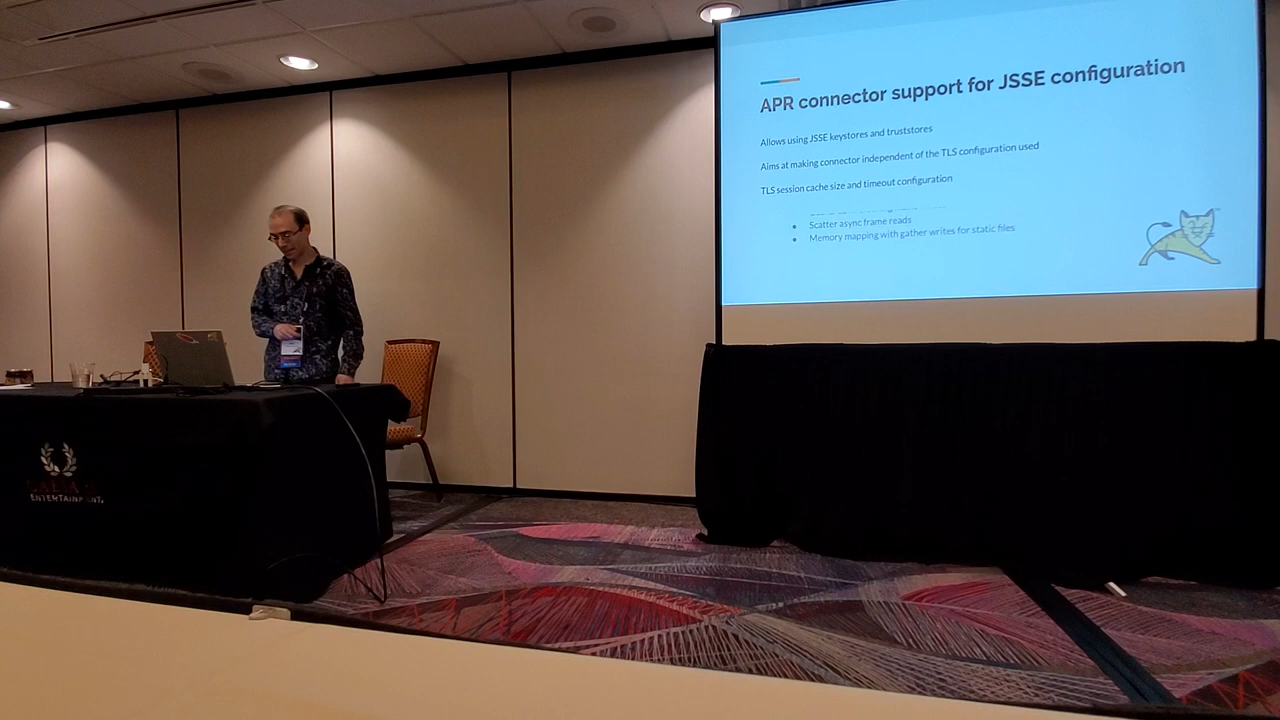 APR connector support for JSSE configuration
Allows using JSSE keystores and truststores
Aims at making connector independent of the TLS configuration used
TLS session cache size and timeout configuration
• Scatter async frame reads
• Memory mapping with gather writes for static files
ENTERTAINMENT